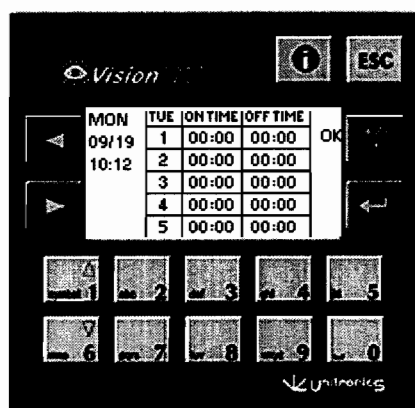 i ESC
Vision
MON TUE ON TIME OFF TIME
09/19 1 00:00 00:00 OK
10:12 2 00:00 00:00
3 00:00 00:00
4 00:00 00:00
5 00:00 00:00
1 2 3 4 5
6 7 8 9 0
unitronics